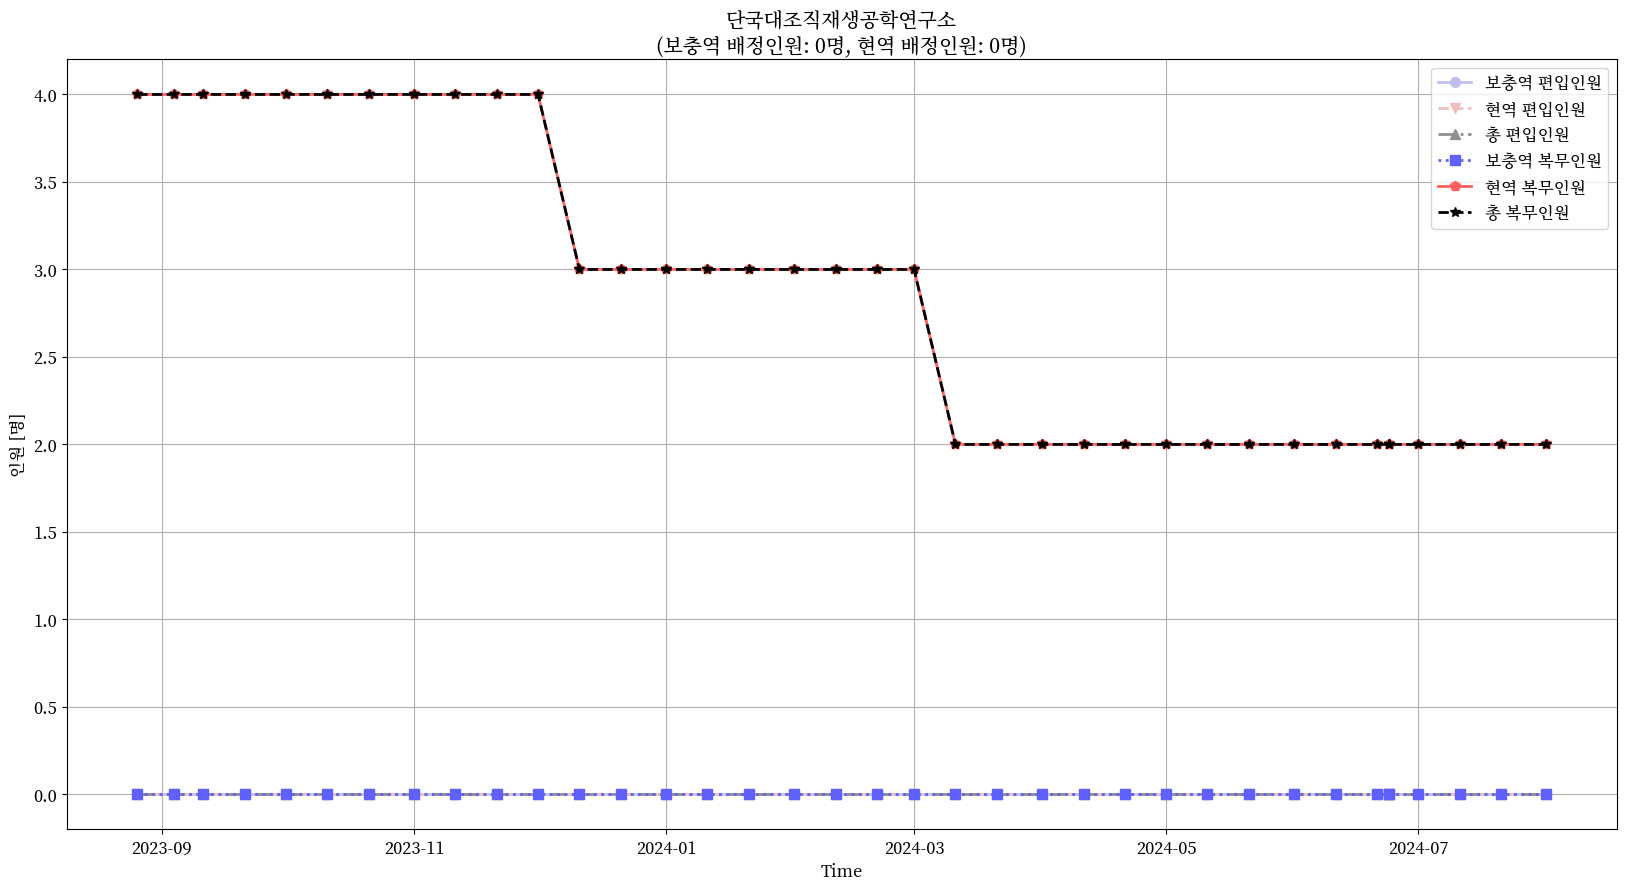 단국대조직재생공학연구소
(보충역 배정인원: 0명, 현역 배정인원: 0명)
보충역 편입인원
현역 편입인원
총 편입인원
보충역 복무인원
현역 복무인원
총 복무인원
인원 [명]
4.0
3.5
3.0
2.5
2.0
1.5
1.0
0.5
0.0
2023-09
2023-11
2024-01
2024-03
2024-05
2024-07
Time